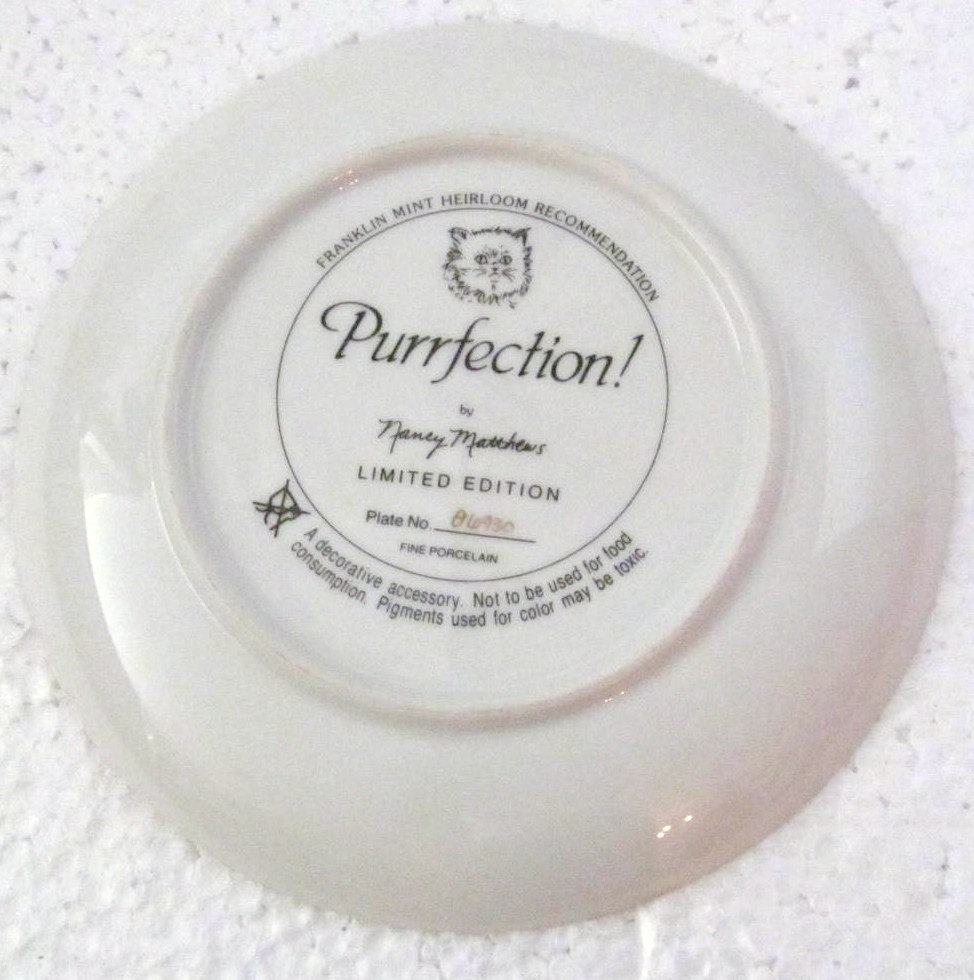 FRANKLIN MINT HEIRLOOM RECOMMENDATION
Purrfection!
by
Nancy Matthews
LIMITED EDITION
Plate No.
FINE PORCELAIN
A decorative accessory. Not to be used for food
consumption. Pigments used for color may be toxic.